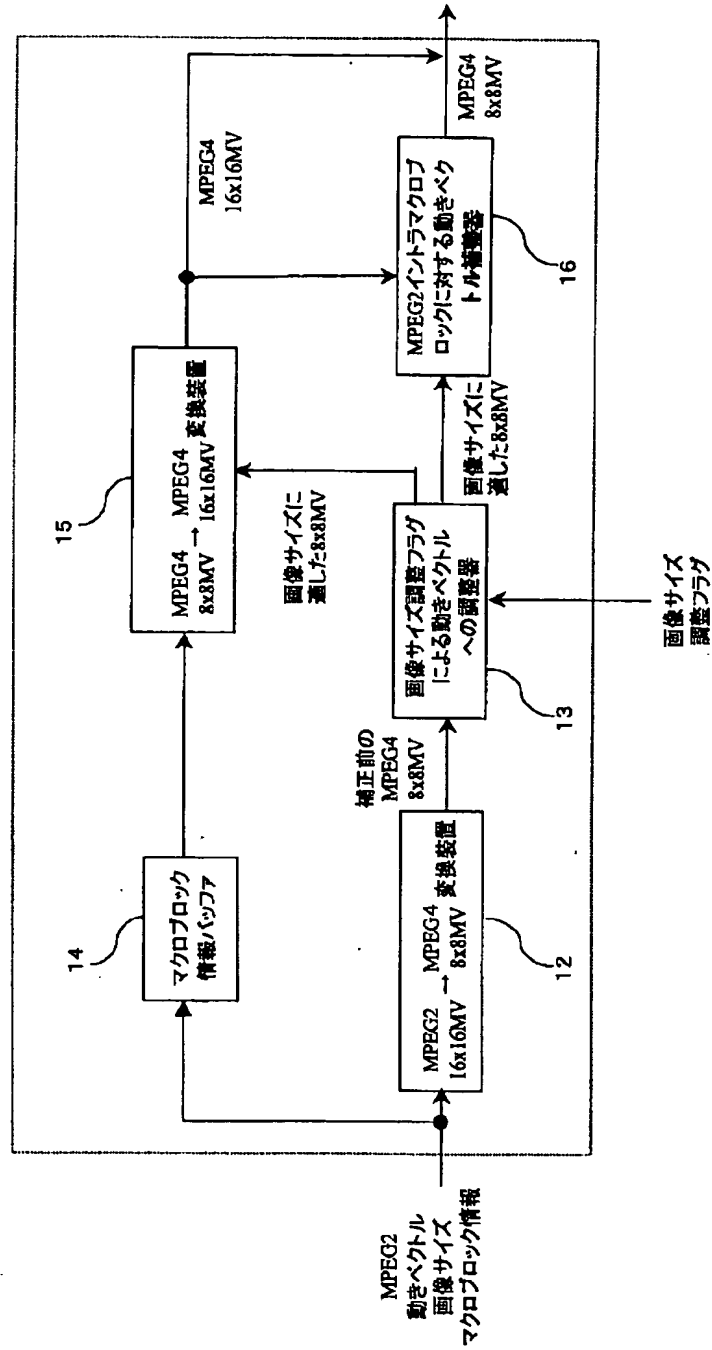 MPEG2
動きベクトル
画像サイズ
マクロブロック情報
14
マクロブロック
情報バッファ
MPEG2 → MPEG4 変換装置
16x16MV 8x8MV
12
補正前の
MPEG4
8x8MV
画像サイズ調整フラグ
による動きベクトル
への調整器
13
画像サイズ
調整フラグ
画像サイズに
適した8x8MV
15
MPEG4 → MPEG4 変換装置
8x8MV 16x16MV
画像サイズに
適した8x8MV
MPEG2イントラマクロブ
ロックに対する動きベク
トル補整器
16
MPEG4
16x16MV
MPEG4
8x8MV